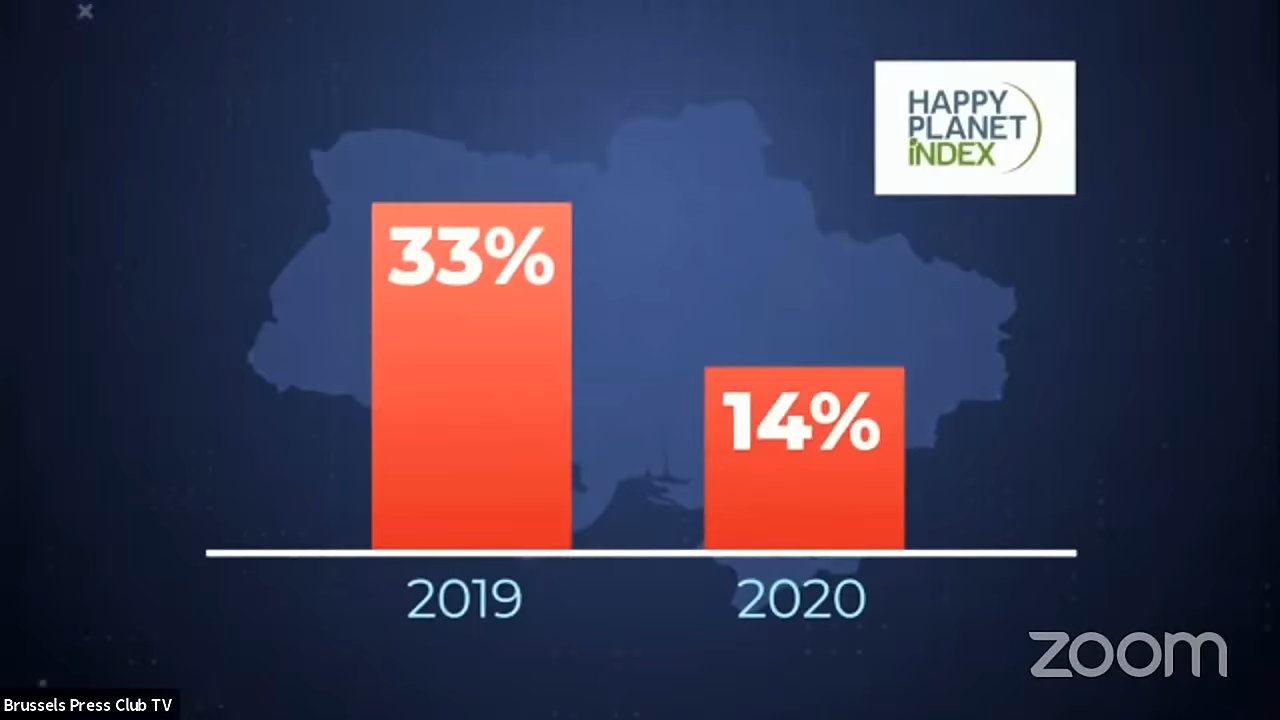 HAPPY
PLANET
iNDEX
33%
14%
2019
2020
zoom
Brussels Press Club TV